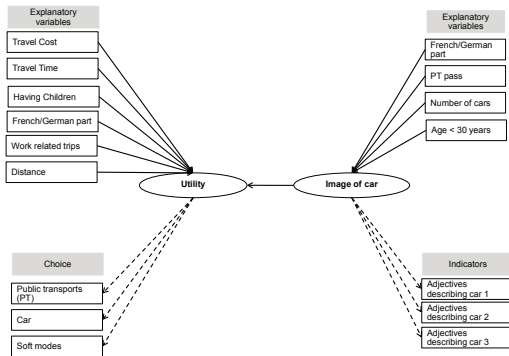 Explanatory
variables
Travel Cost
Travel Time
Having Children
French/German part
Work related trips
Distance
Explanatory
variables
French/German
part
PT pass
Number of cars
Age < 30 years
Utility
Image of car
Choice
Public transports
(PT)
Car
Soft modes
Indicators
Adjectives
describing car 1
Adjectives
describing car 2
Adjectives
describing car 3